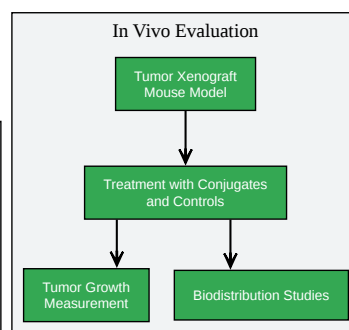 In Vivo Evaluation
Tumor Xenograft
Mouse Model
Treatment with Conjugates
and Controls
Tumor Growth
Measurement
Biodistribution Studies